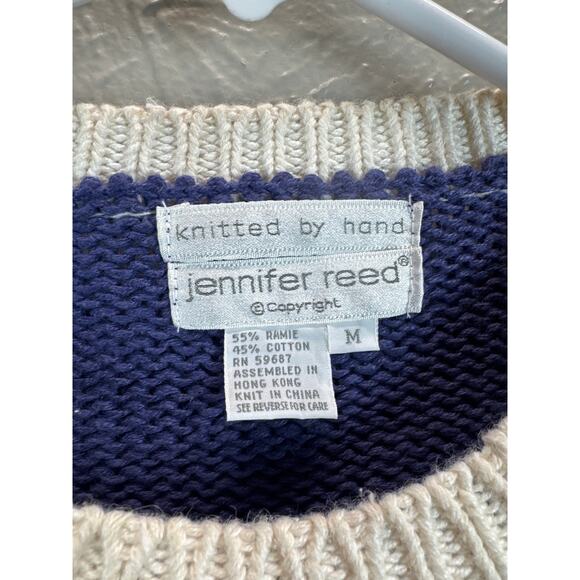 knitted by hand
jennifer reed®
© Copyright
55% RAMIE
45% COTTON
RN 59687
ASSEMBLED IN
HONG KONG
KNIT IN CHINA
SEE REVERSE FOR CARE
M